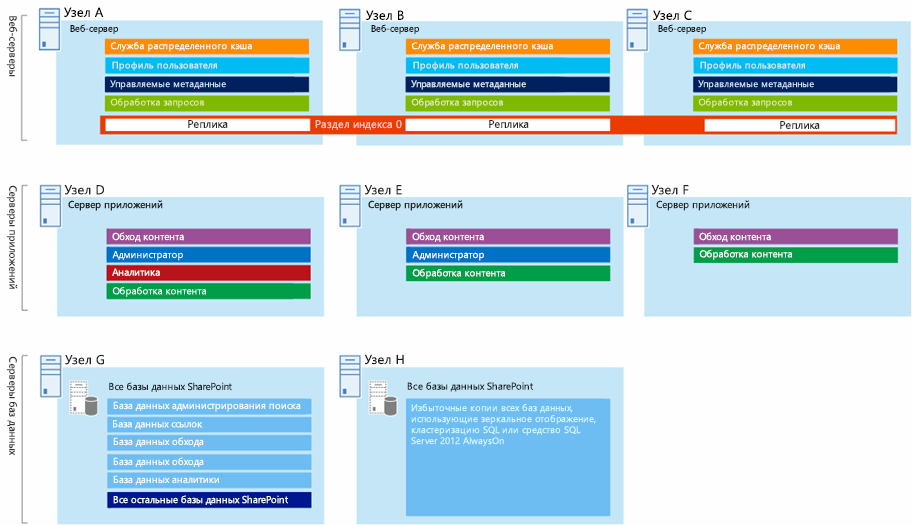 Веб-серверы
Узел A
Веб-сервер
Служба распределенного кэша
Профиль пользователя
Управляемые метаданные
Обработка запросов
Реплика
Раздел индекса 0
Узел B
Веб-сервер
Служба распределенного кэша
Профиль пользователя
Управляемые метаданные
Обработка запросов
Реплика
Узел C
Веб-сервер
Служба распределенного кэша
Профиль пользователя
Управляемые метаданные
Обработка запросов
Реплика
Серверы приложений
Узел D
Сервер приложений
Обход контента
Администратор
Аналитика
Обработка контента
Узел E
Сервер приложений
Обход контента
Администратор
Обработка контента
Узел F
Сервер приложений
Обход контента
Обработка контента
Серверы баз данных
Узел G
Все базы данных SharePoint
База данных администрирования поиска
База данных ссылок
База данных обхода
База данных обхода
База данных аналитики
Все остальные базы данных SharePoint
Узел H
Все базы данных SharePoint
Избыточные копии всех баз данных,
использующие зеркальное отображение,
кластеризацию SQL или средство SQL
Server 2012 AlwaysOn